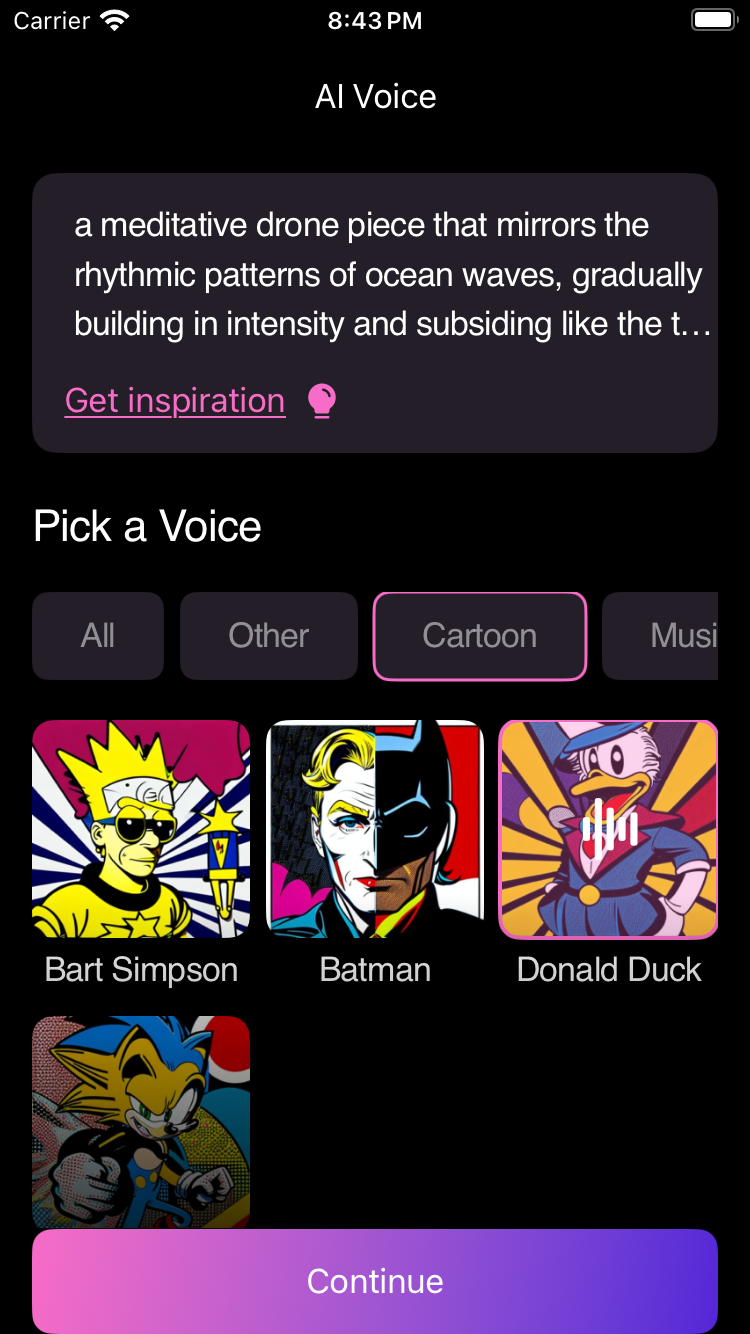 Carrier 8:43 PM
AI Voice
a meditative drone piece that mirrors the
rhythmic patterns of ocean waves, gradually
building in intensity and subsiding like the t…
Get inspiration
Pick a Voice
All Other Cartoon Musi
Bart Simpson Batman Donald Duck
Continue